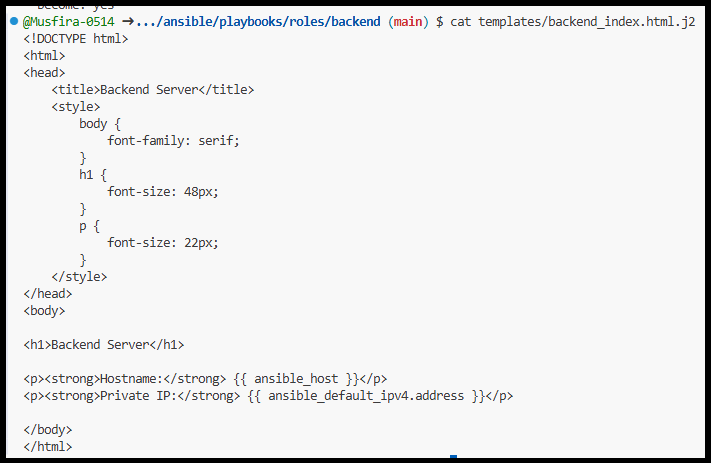 become: yes
@Musfira-0514 ➜.../ansible/playbooks/roles/backend (main) $ cat templates/backend_index.html.j2
<!DOCTYPE html>
<html>
<head>
    <title>Backend Server</title>
    <style>
        body {
            font-family: serif;
        }
        h1 {
            font-size: 48px;
        }
        p {
            font-size: 22px;
        }
    </style>
</head>
<body>

<h1>Backend Server</h1>

<p><strong>Hostname:</strong> {{ ansible_host }}</p>
<p><strong>Private IP:</strong> {{ ansible_default_ipv4.address }}</p>

</body>
</html>